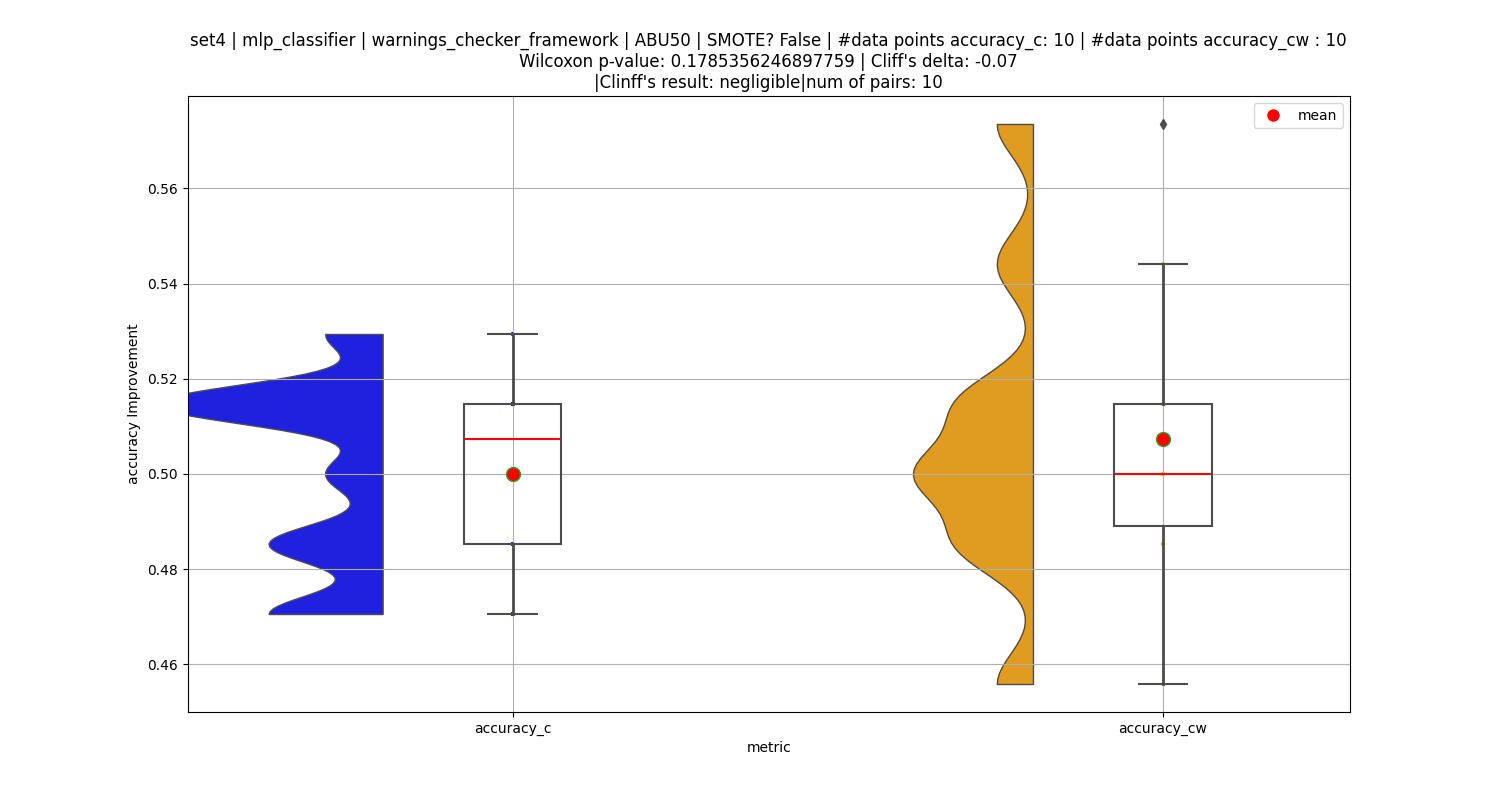 set4 | mlp_classifier | warnings_checker_framework | ABU50 | SMOTE? False | #data points accuracy_c: 10 | #data points accuracy_cw : 10
Wilcoxon p-value: 0.1785356246897759 | Cliff's delta: -0.07
|Clinff's result: negligible|num of pairs: 10
mean
0.56
0.54
0.52
0.50
0.48
0.46
accuracy Improvement
accuracy_c
accuracy_cw
metric